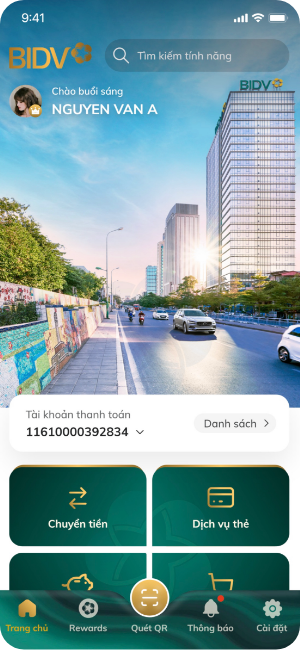 9:41
BIDV
Tìm kiếm tính năng
Chào buổi sáng
NGUYEN VAN A
BIDV
Tài khoản thanh toán
11610000392834
Danh sách
Chuyển tiền
Dịch vụ thẻ
Trang chủ
Rewards
Quét QR
Thông báo
Cài đặt